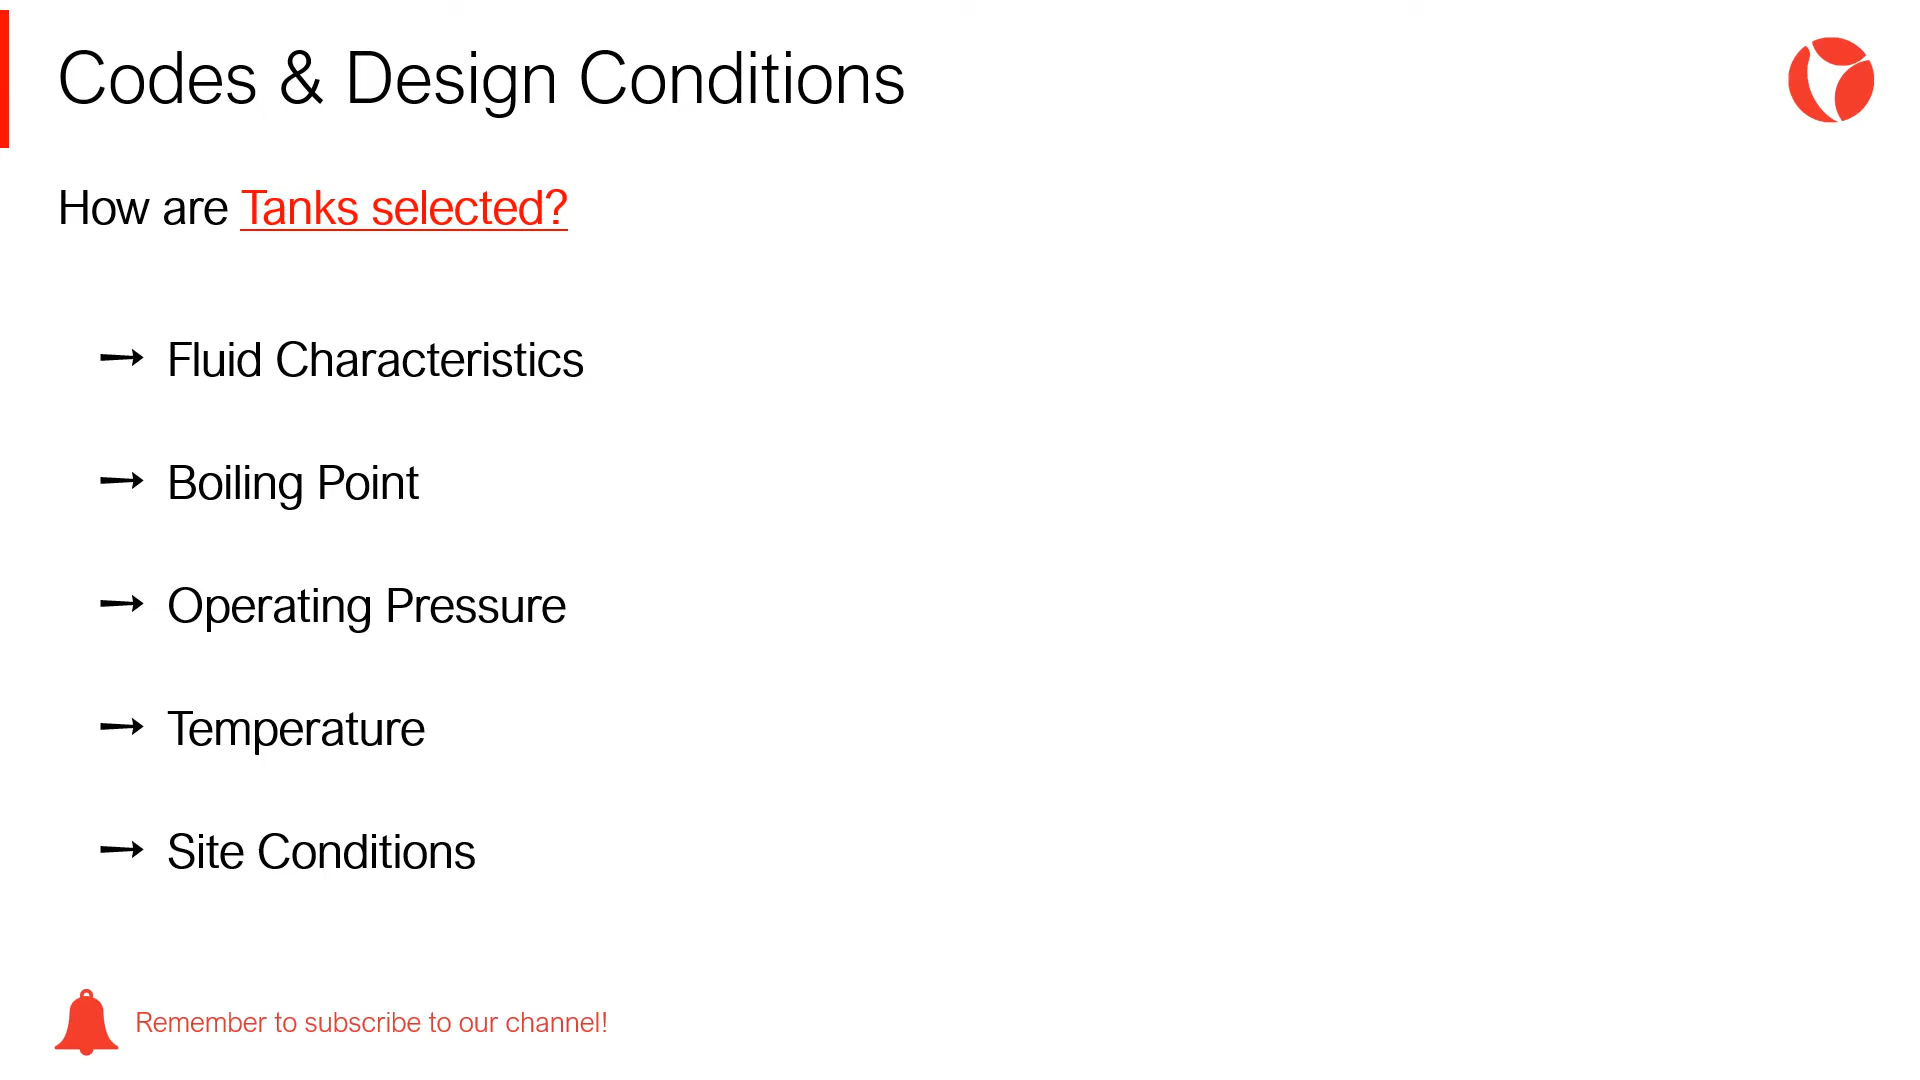 Codes & Design Conditions
How are Tanks selected?
→ Fluid Characteristics
→ Boiling Point
→ Operating Pressure
→ Temperature
→ Site Conditions
Remember to subscribe to our channel!